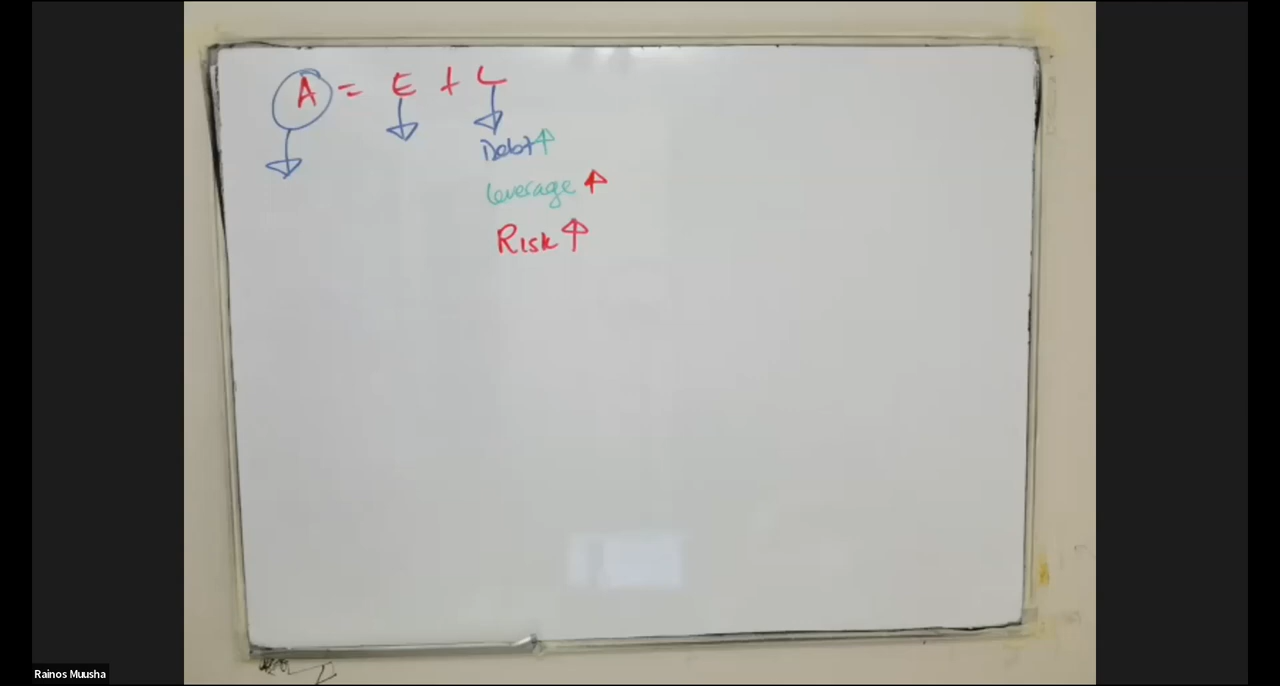 A = E + L
Debt↑
Leverage ↑
Risk ↑
Rainos Muusha